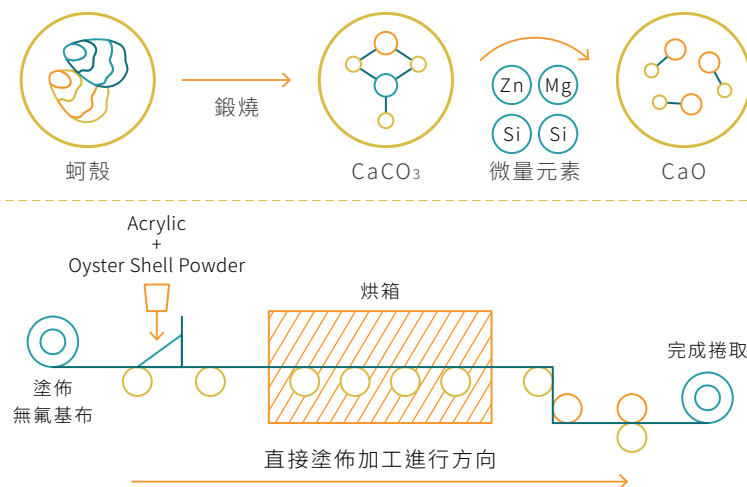 鍛燒
Zn Mg
Si Si
蚵殼
CaCO₃
微量元素
CaO
Acrylic
+
Oyster Shell Powder
烘箱
完成捲取
塗佈
無氟基布
直接塗佈加工進行方向